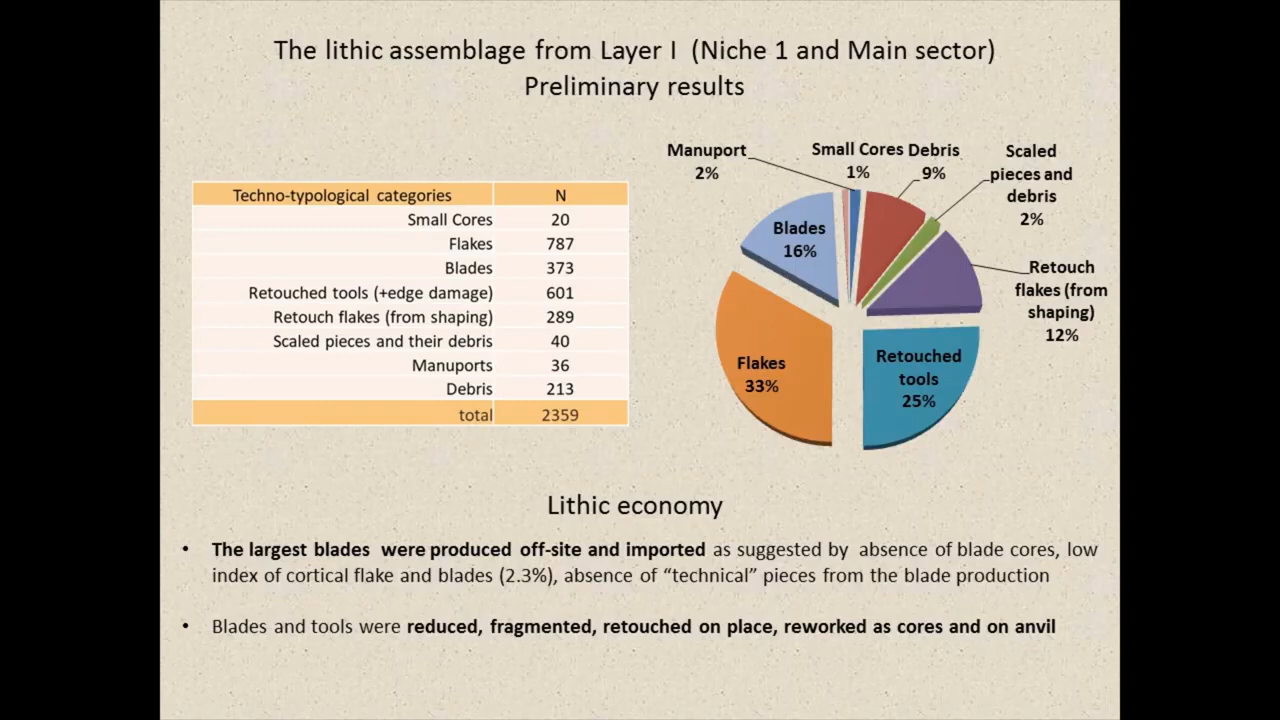 The lithic assemblage from Layer I (Niche 1 and Main sector)
Preliminary results
Techno-typological categories N
Small Cores 20
Flakes 787
Blades 373
Retouched tools (+edge damage) 601
Retouch flakes (from shaping) 289
Scaled pieces and their debris 40
Manuports 36
Debris 213
total 2359
Manuport
2%
Small Cores
1%
Debris
9%
Scaled
pieces and
debris
2%
Blades
16%
Retouch
flakes (from
shaping)
12%
Flakes
33%
Retouched
tools
25%
Lithic economy
• The largest blades were produced off-site and imported as suggested by absence of blade cores, low
index of cortical flake and blades (2.3%), absence of “technical” pieces from the blade production
• Blades and tools were reduced, fragmented, retouched on place, reworked as cores and on anvil